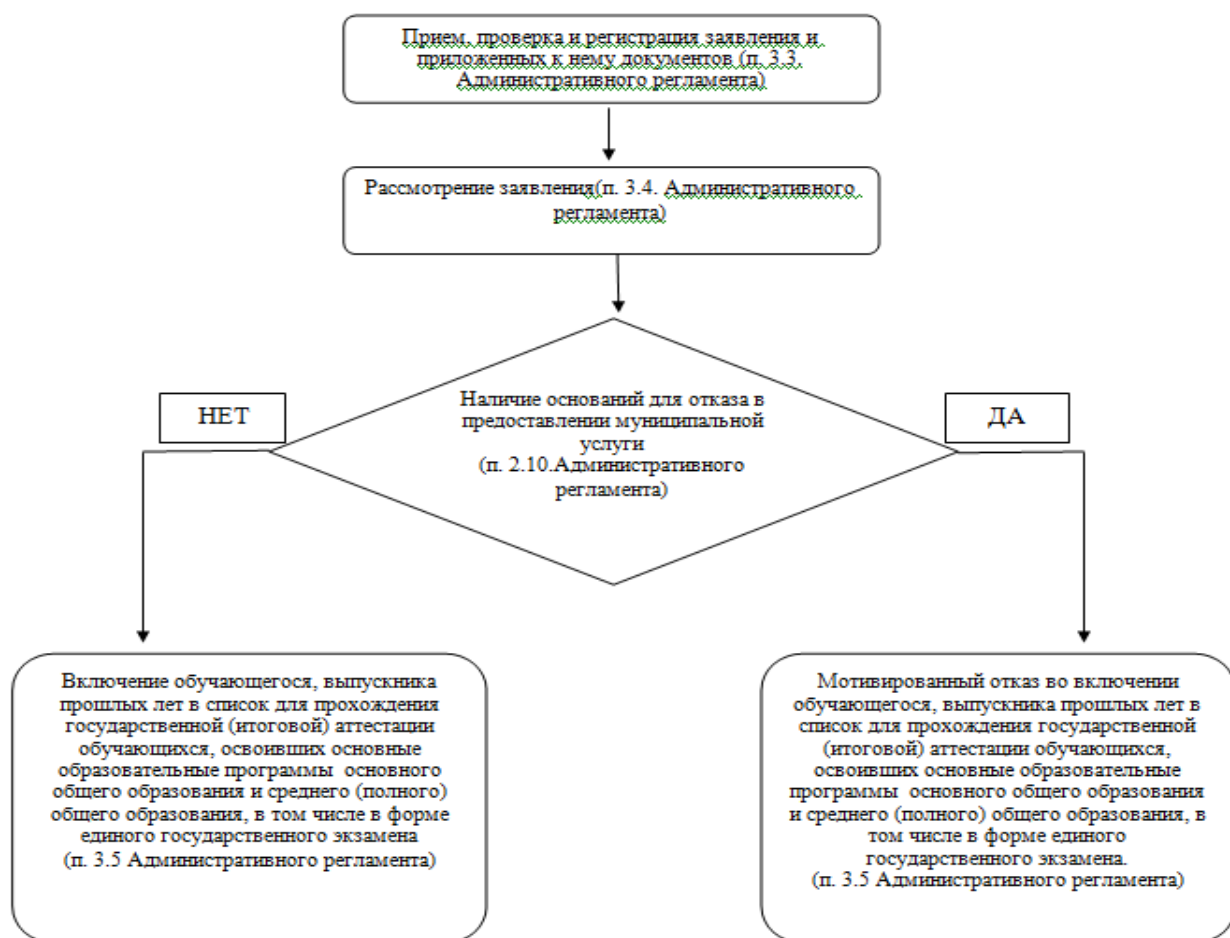 Прием, проверка и регистрация заявления и
приложенных к нему документов (п. 3.3.
Административного регламента)
Рассмотрение заявления(п. 3.4. Административного
регламента)
НЕТ
Наличие оснований для отказа в
предоставлении муниципальной
услуги
(п. 2.10.Административного
регламента)
ДА
Включение обучающегося, выпускника
прошлых лет в список для прохождения
государственной (итоговой) аттестации
обучающихся, освоивших основные
образовательные программы основного
общего образования и среднего (полного)
общего образования, в том числе в форме
единого государственного экзамена
(п. 3.5 Административного регламента)
Мотивированный отказ во включении
обучающегося, выпускника прошлых лет в
список для прохождения государственной
(итоговой) аттестации обучающихся,
освоивших основные образовательные
программы основного общего образования
и среднего (полного) общего образования, в
том числе в форме единого
государственного экзамена.
(п. 3.5 Административного регламента)